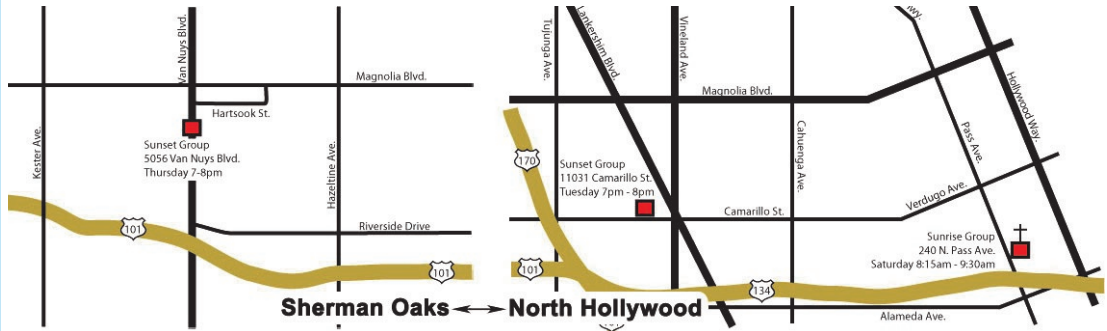 Van Nuys Blvd.
Magnolia Blvd.
Hartsook St.
Kester Ave.
Sunset Group
5056 Van Nuys Blvd.
Thursday 7-8pm
Hazeltine Ave.
Riverside Drive
101
101
Sherman Oaks
Tujunga Ave.
Lankershim Blvd.
Vineland Ave.
wy.
Magnolia Blvd.
Hollywood Way.
170
Sunset Group
11031 Camarillo St.
Tuesday 7pm - 8pm
Cahuenga Ave.
Pass Ave.
Verdugo Ave.
Camarillo St.
Sunrise Group
240 N. Pass Ave.
Saturday 8:15am - 9:30am
101
134
North Hollywood
Alameda Ave.